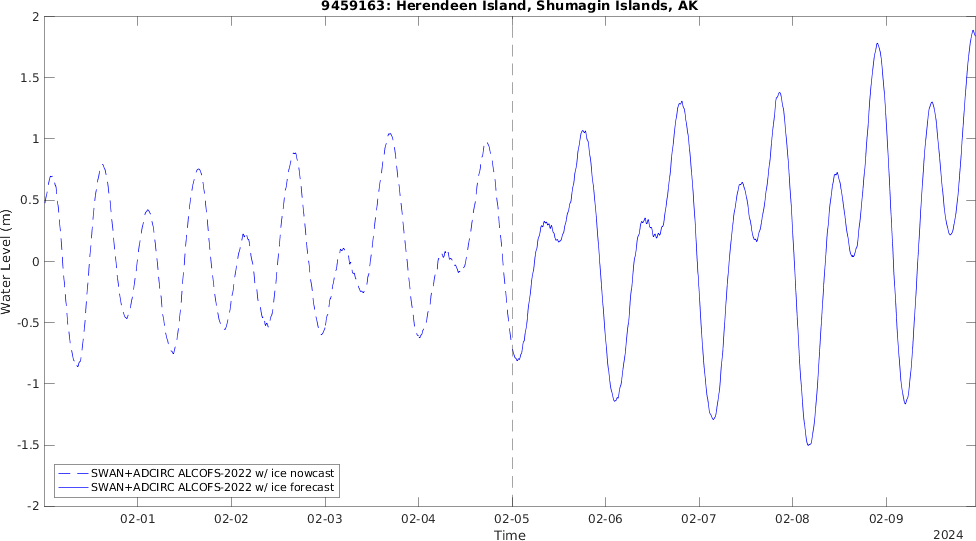 9459163: Herendeen Island, Shumagin Islands, AK
2
1.5
1
0.5
0
-0.5
-1
-1.5
-2
Water Level (m)
SWAN+ADCIRC ALCOFS-2022 w/ ice nowcast
SWAN+ADCIRC ALCOFS-2022 w/ ice forecast
02-01 02-02 02-03 02-04 02-05 02-06 02-07 02-08 02-09
Time
2024